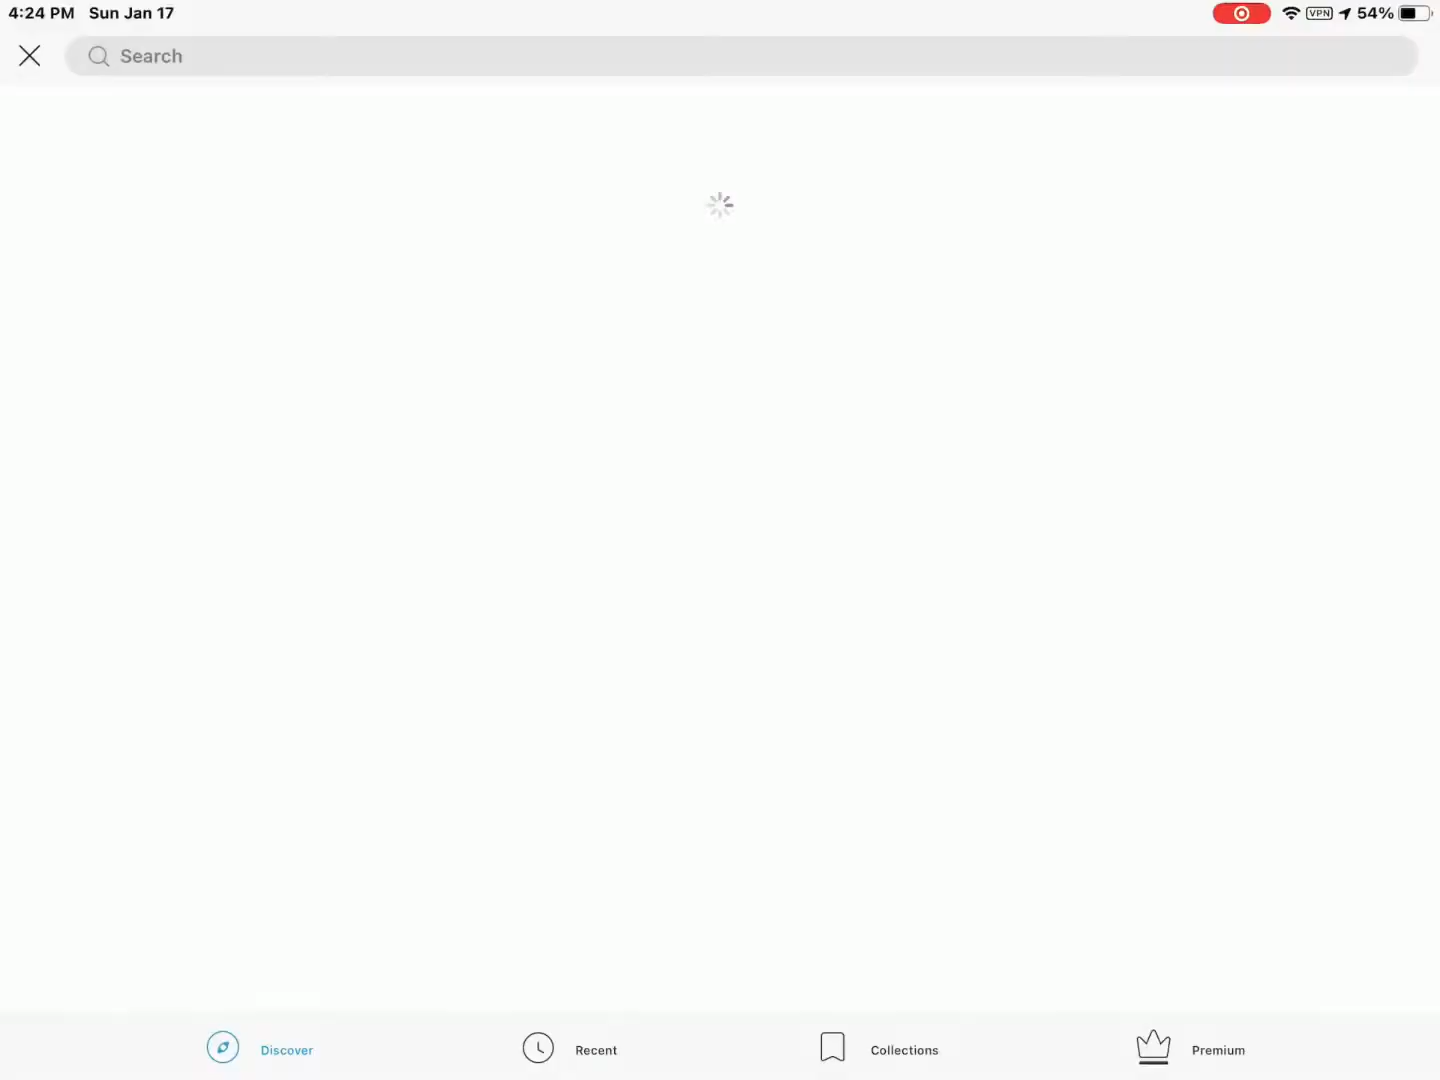 4:24 PM Sun Jan 17
VPN 54%
Search
Discover
Recent
Collections
Premium